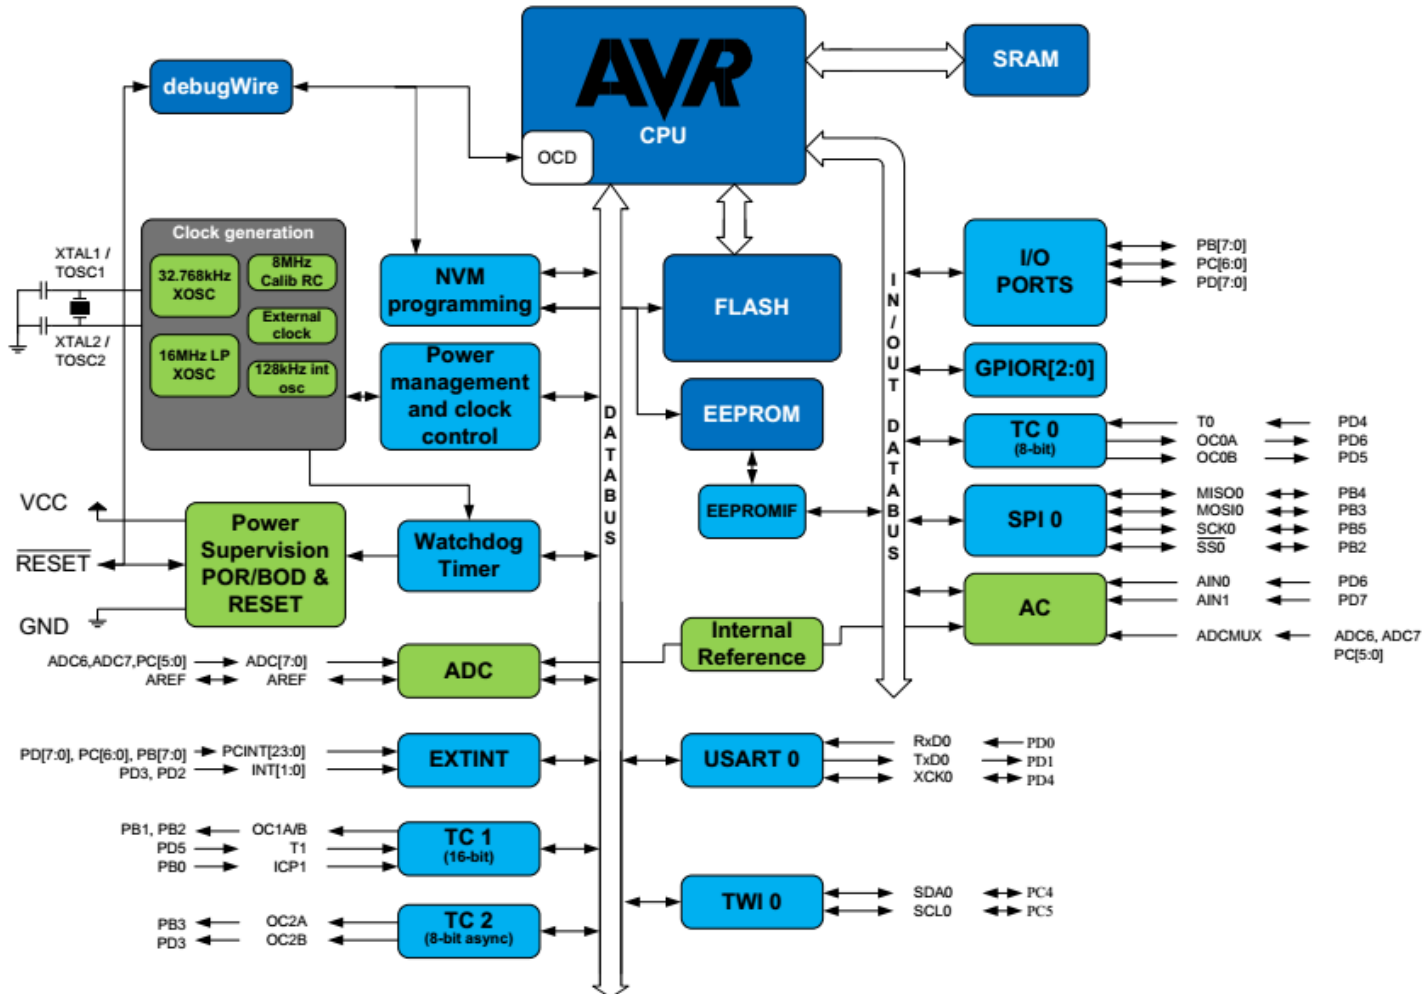 AVR
CPU
OCD
SRAM
debugWire
Clock generation
32.768kHz
XOSC
8MHz
Calib RC
External
clock
16MHz LP
XOSC
128kHz int
osc
XTAL1 /
TOSC1
XTAL2 /
TOSC2
NVM
programming
FLASH
Power
management
and clock
control
EEPROM
EEPROMIF
DATABUS
IN/OUT DATABUS
I/O
PORTS
PB[7:0]
PC[6:0]
PD[7:0]
GPIOR[2:0]
TC 0
(8-bit)
T0 PD4
OC0A PD6
OC0B PD5
SPI 0
MISO0 PB4
MOSI0 PB3
SCK0 PB5
SS0 PB2
AC
AIN0 PD6
AIN1 PD7
ADCMUX ADC6, ADC7
PC[5:0]
VCC
RESET
GND
Power
Supervision
POR/BOD &
RESET
Watchdog
Timer
Internal
Reference
ADC6,ADC7,PC[5:0] ADC[7:0]
AREF AREF
ADC
PD[7:0], PC[6:0], PB[7:0] PCINT[23:0]
PD3, PD2 INT[1:0]
EXTINT
USART 0
RxD0 PD0
TxD0 PD1
XCK0 PD4
PB1, PB2 OC1A/B
PD5 T1
PB0 ICP1
TC 1
(16-bit)
TWI 0
SDA0 PC4
SCL0 PC5
PB3 OC2A
PD3 OC2B
TC 2
(8-bit async)